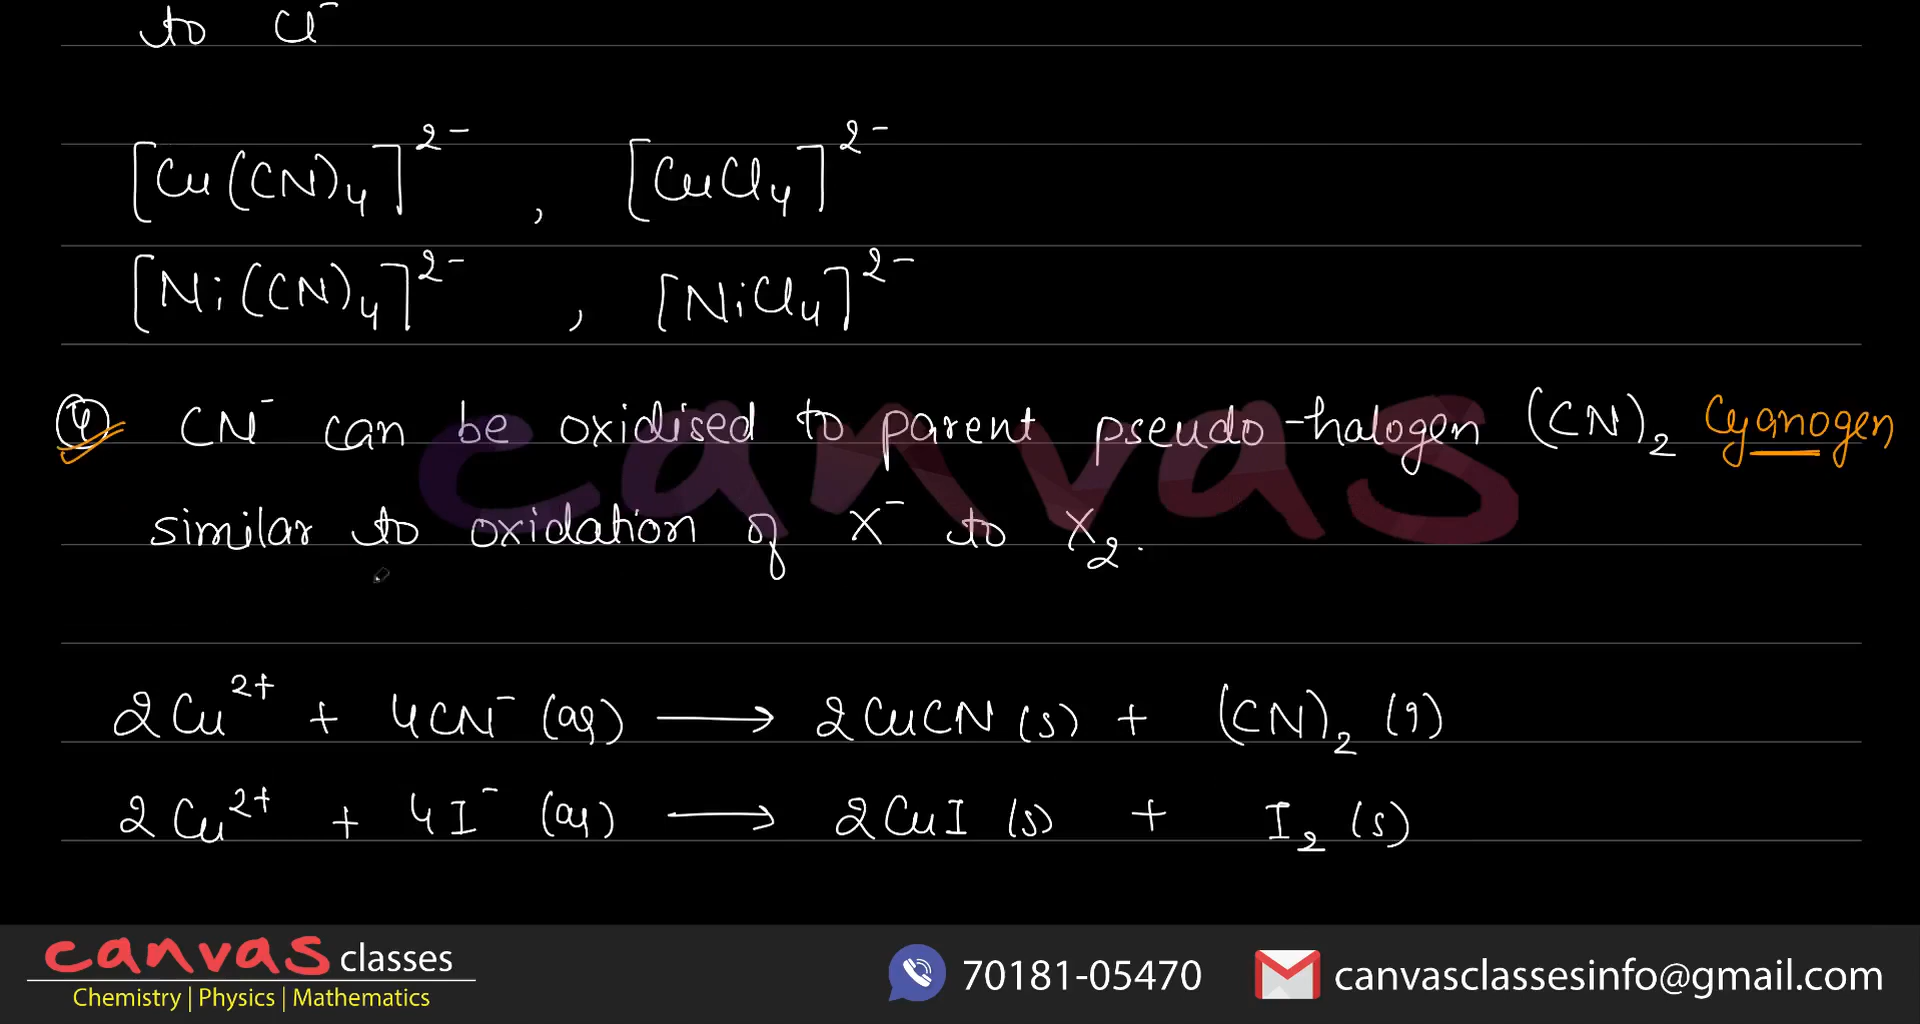 to Cl⁻
[Cu(CN)₄]²⁻ , [CuCl₄]²⁻
[Ni(CN)₄]²⁻ , [NiCl₄]²⁻
④ CN⁻ can be oxidised to parent pseudo-halogen (CN)₂ Cyanogen
similar to oxidation of X⁻ to X₂.
canvas
2Cu²⁺ + 4CN⁻ (aq) ⟶ 2CuCN (s) + (CN)₂ (g)
2Cu²⁺ + 4I⁻ (aq) ⟶ 2CuI (s) + I₂ (s)
canvas classes
Chemistry | Physics | Mathematics
70181-05470
canvasclassesinfo@gmail.com